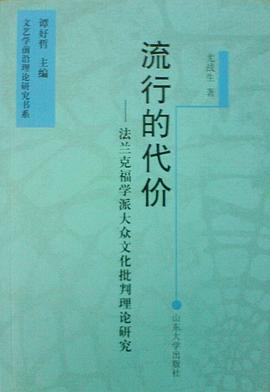 文艺学前沿理论研究书系
谭好哲 主编
流行的代价
——法兰克福学派大众文化批判理论研究
尤战生 著
山东大学出版社